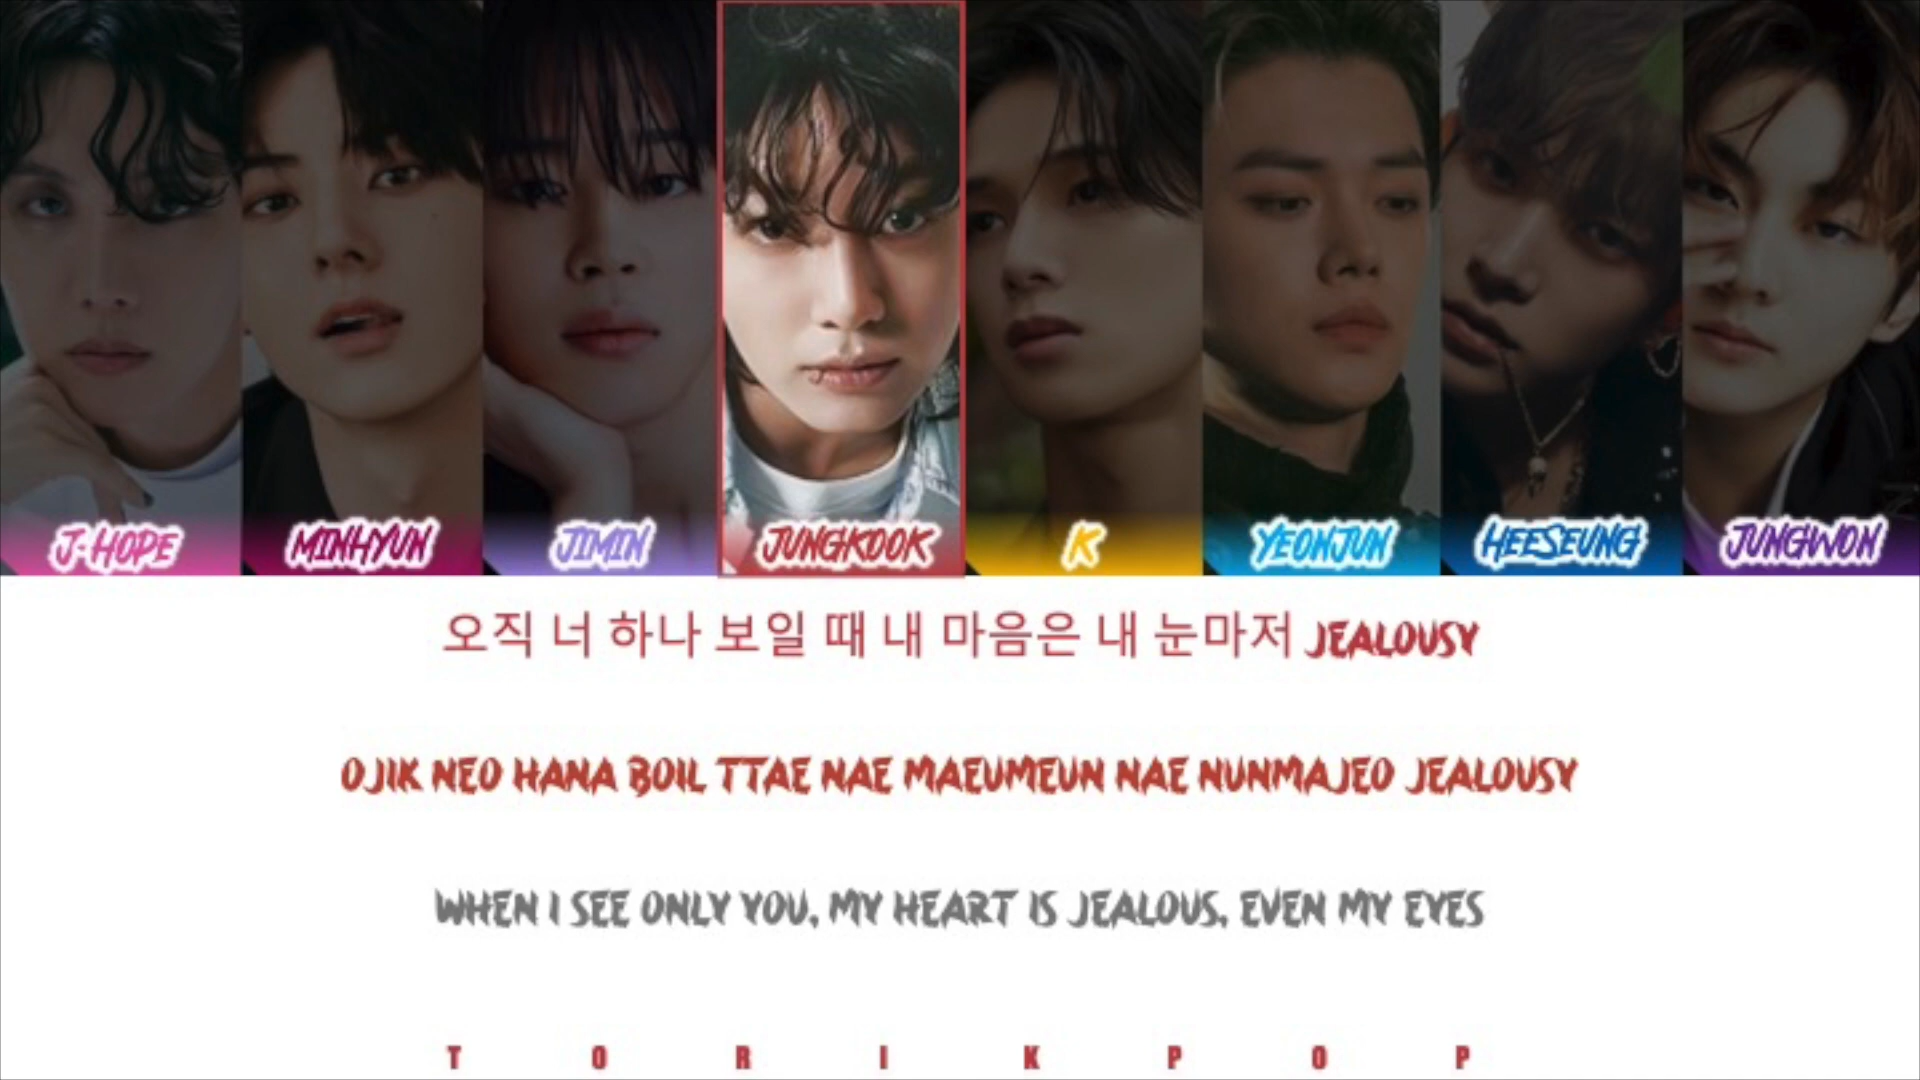 J-HOPE MINHYUN JIMIN JUNGKOOK K YEONJUN HEESEUNG JUNGWON
오직 너 하나 보일 때 내 마음은 내 눈마저 JEALOUSY
OJIK NEO HANA BOIL TTAE NAE MAEUMEUN NAE NUNMAJEO JEALOUSY
WHEN I SEE ONLY YOU, MY HEART IS JEALOUS, EVEN MY EYES
T O R I K P O P